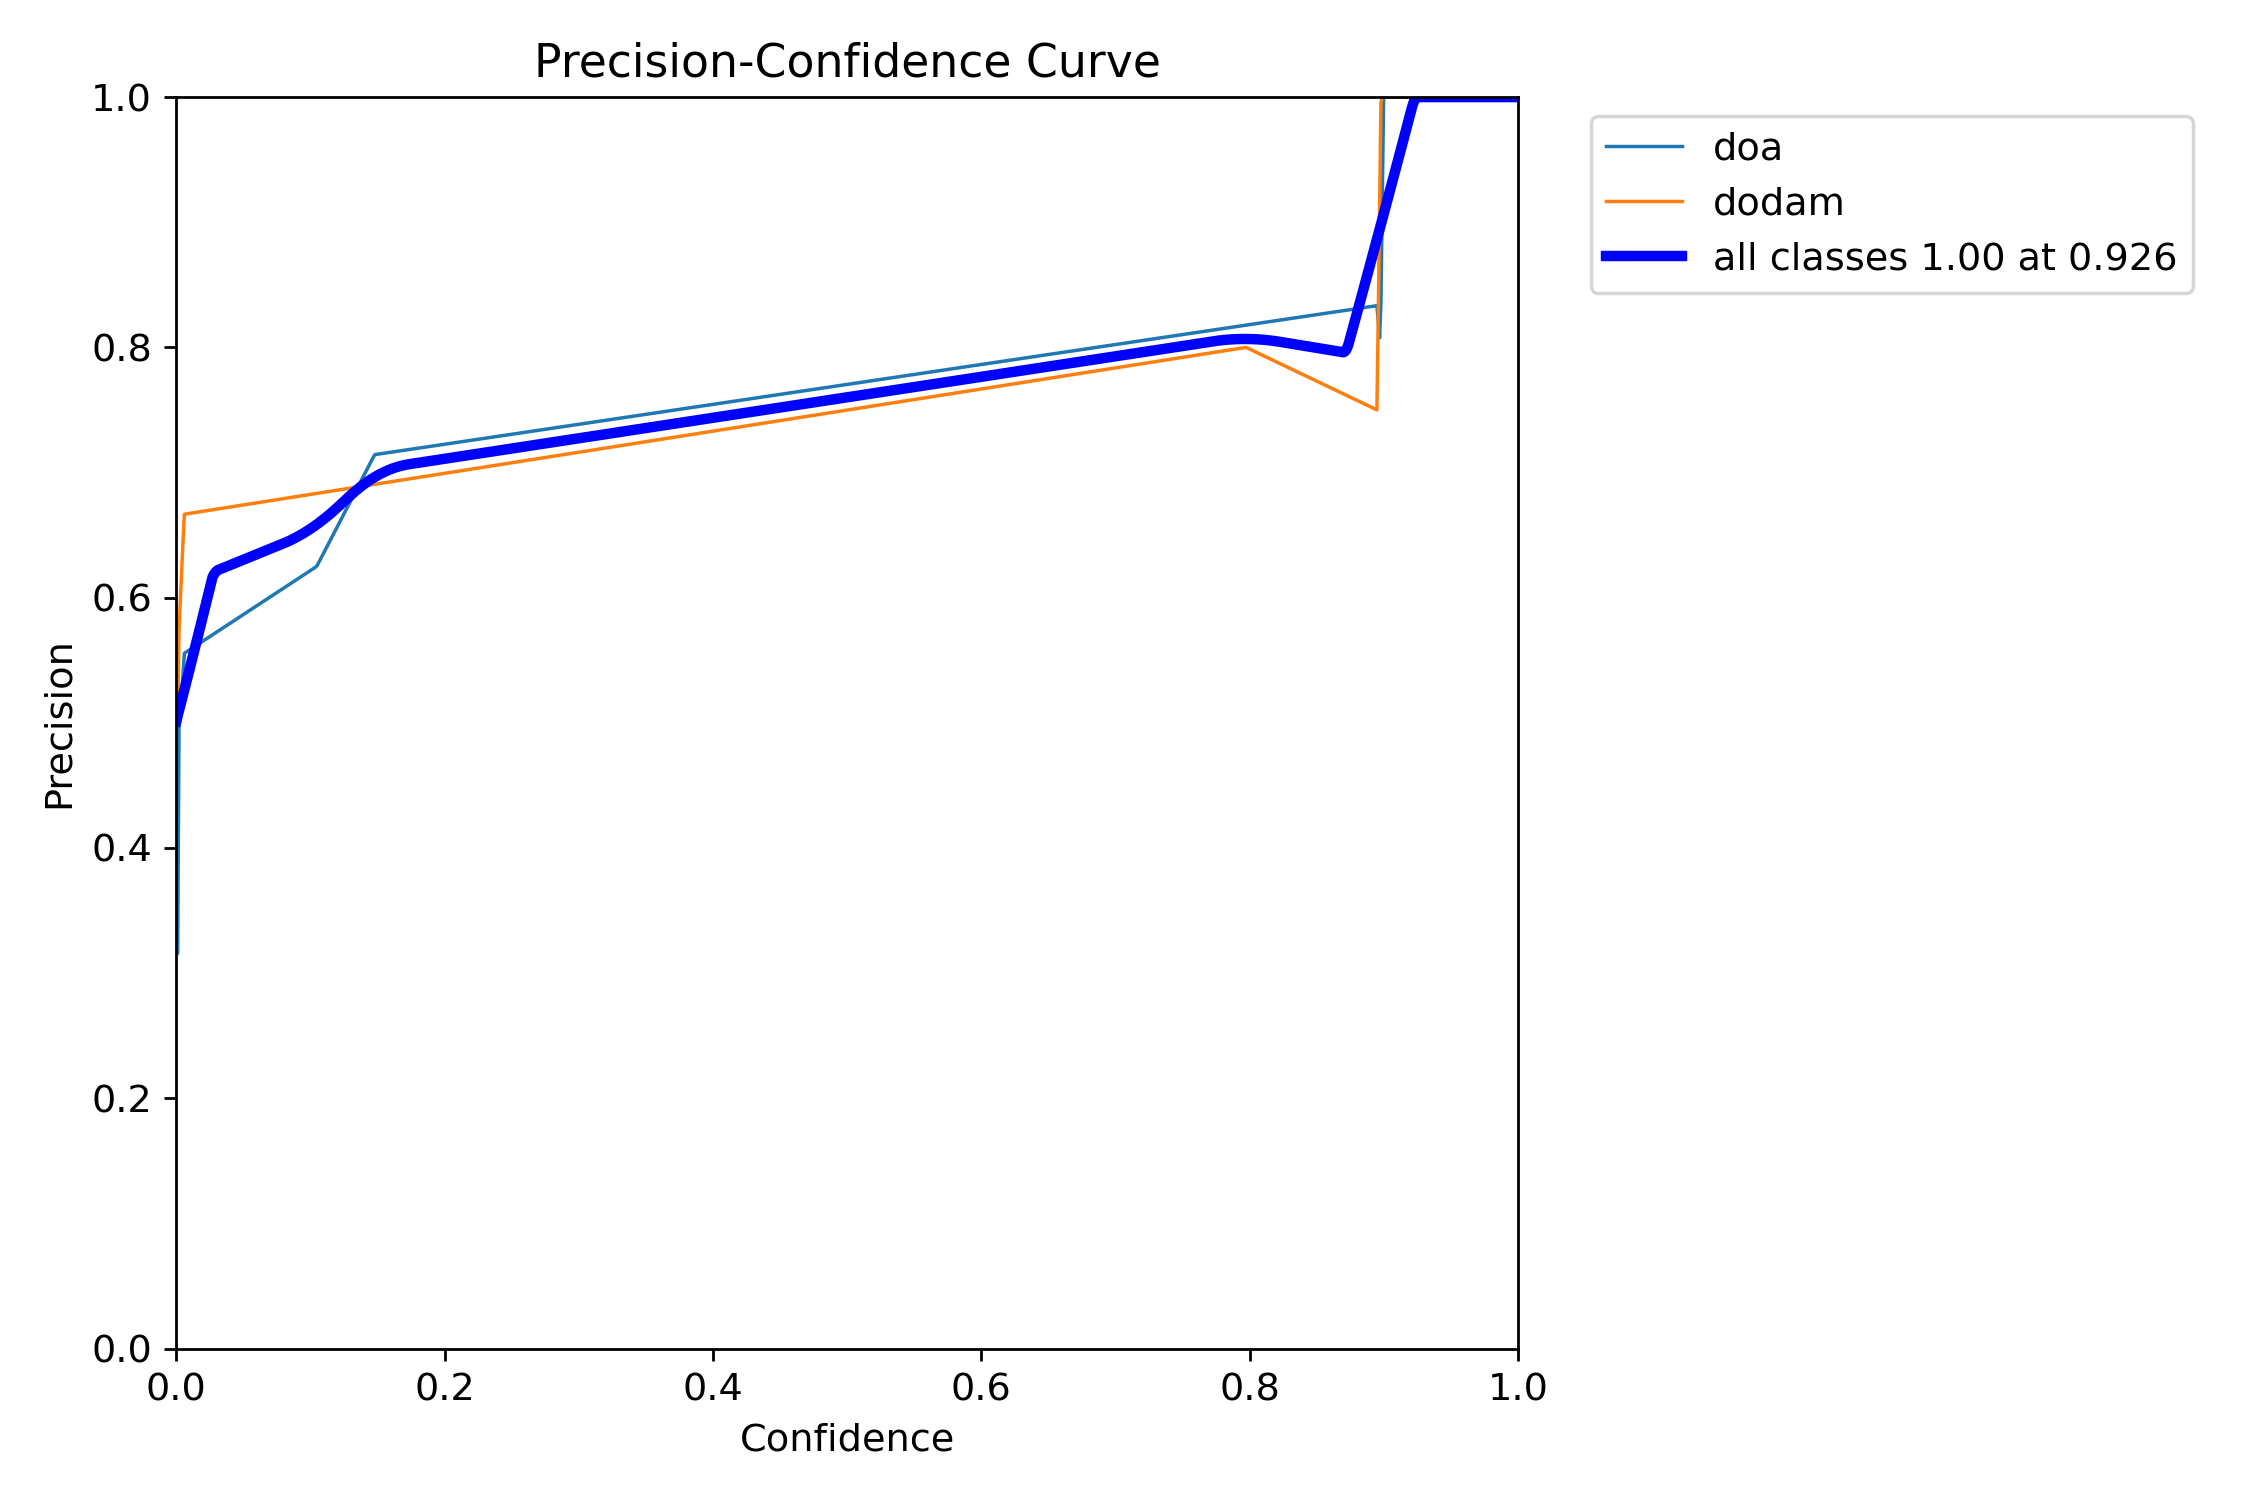 Precision-Confidence Curve
1.0
0.8
0.6
0.4
0.2
0.0
Precision
0.0 0.2 0.4 0.6 0.8 1.0
Confidence
doa
dodam
all classes 1.00 at 0.926